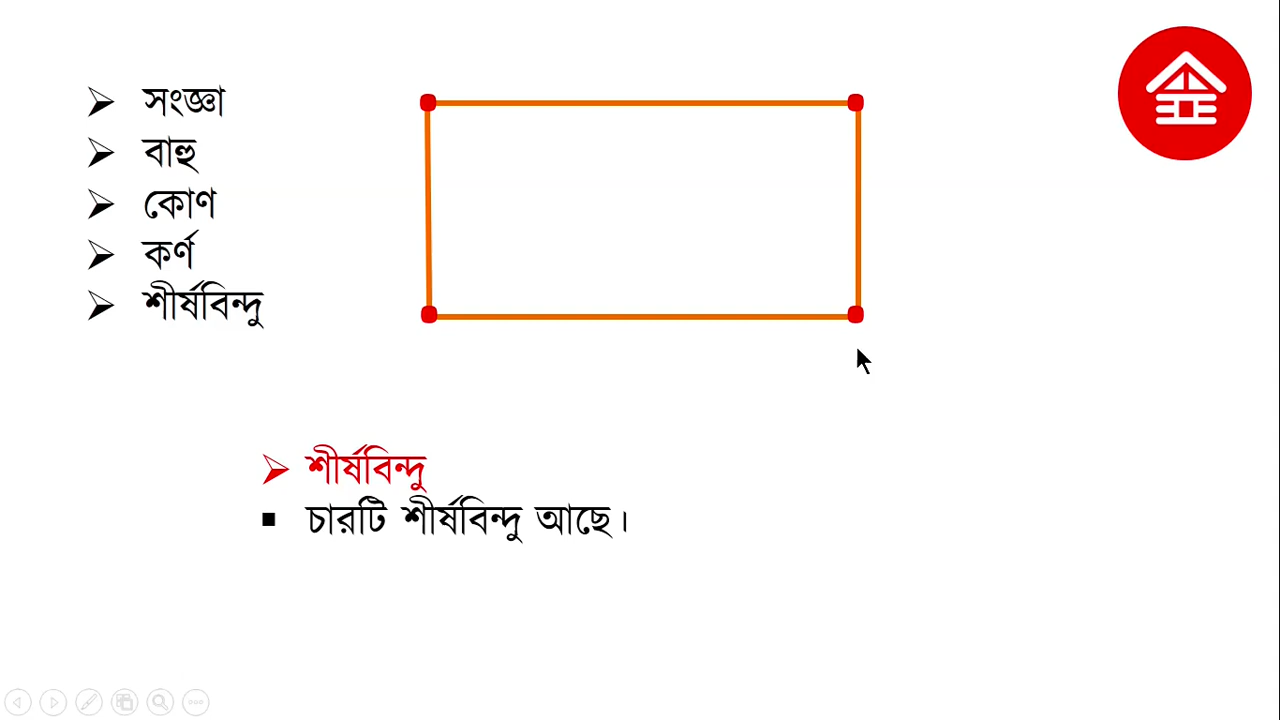 সংজ্ঞা
বাহু
কোণ
কর্ণ
শীর্ষবিন্দু
শীর্ষবিন্দু
চারটি শীর্ষবিন্দু আছে।